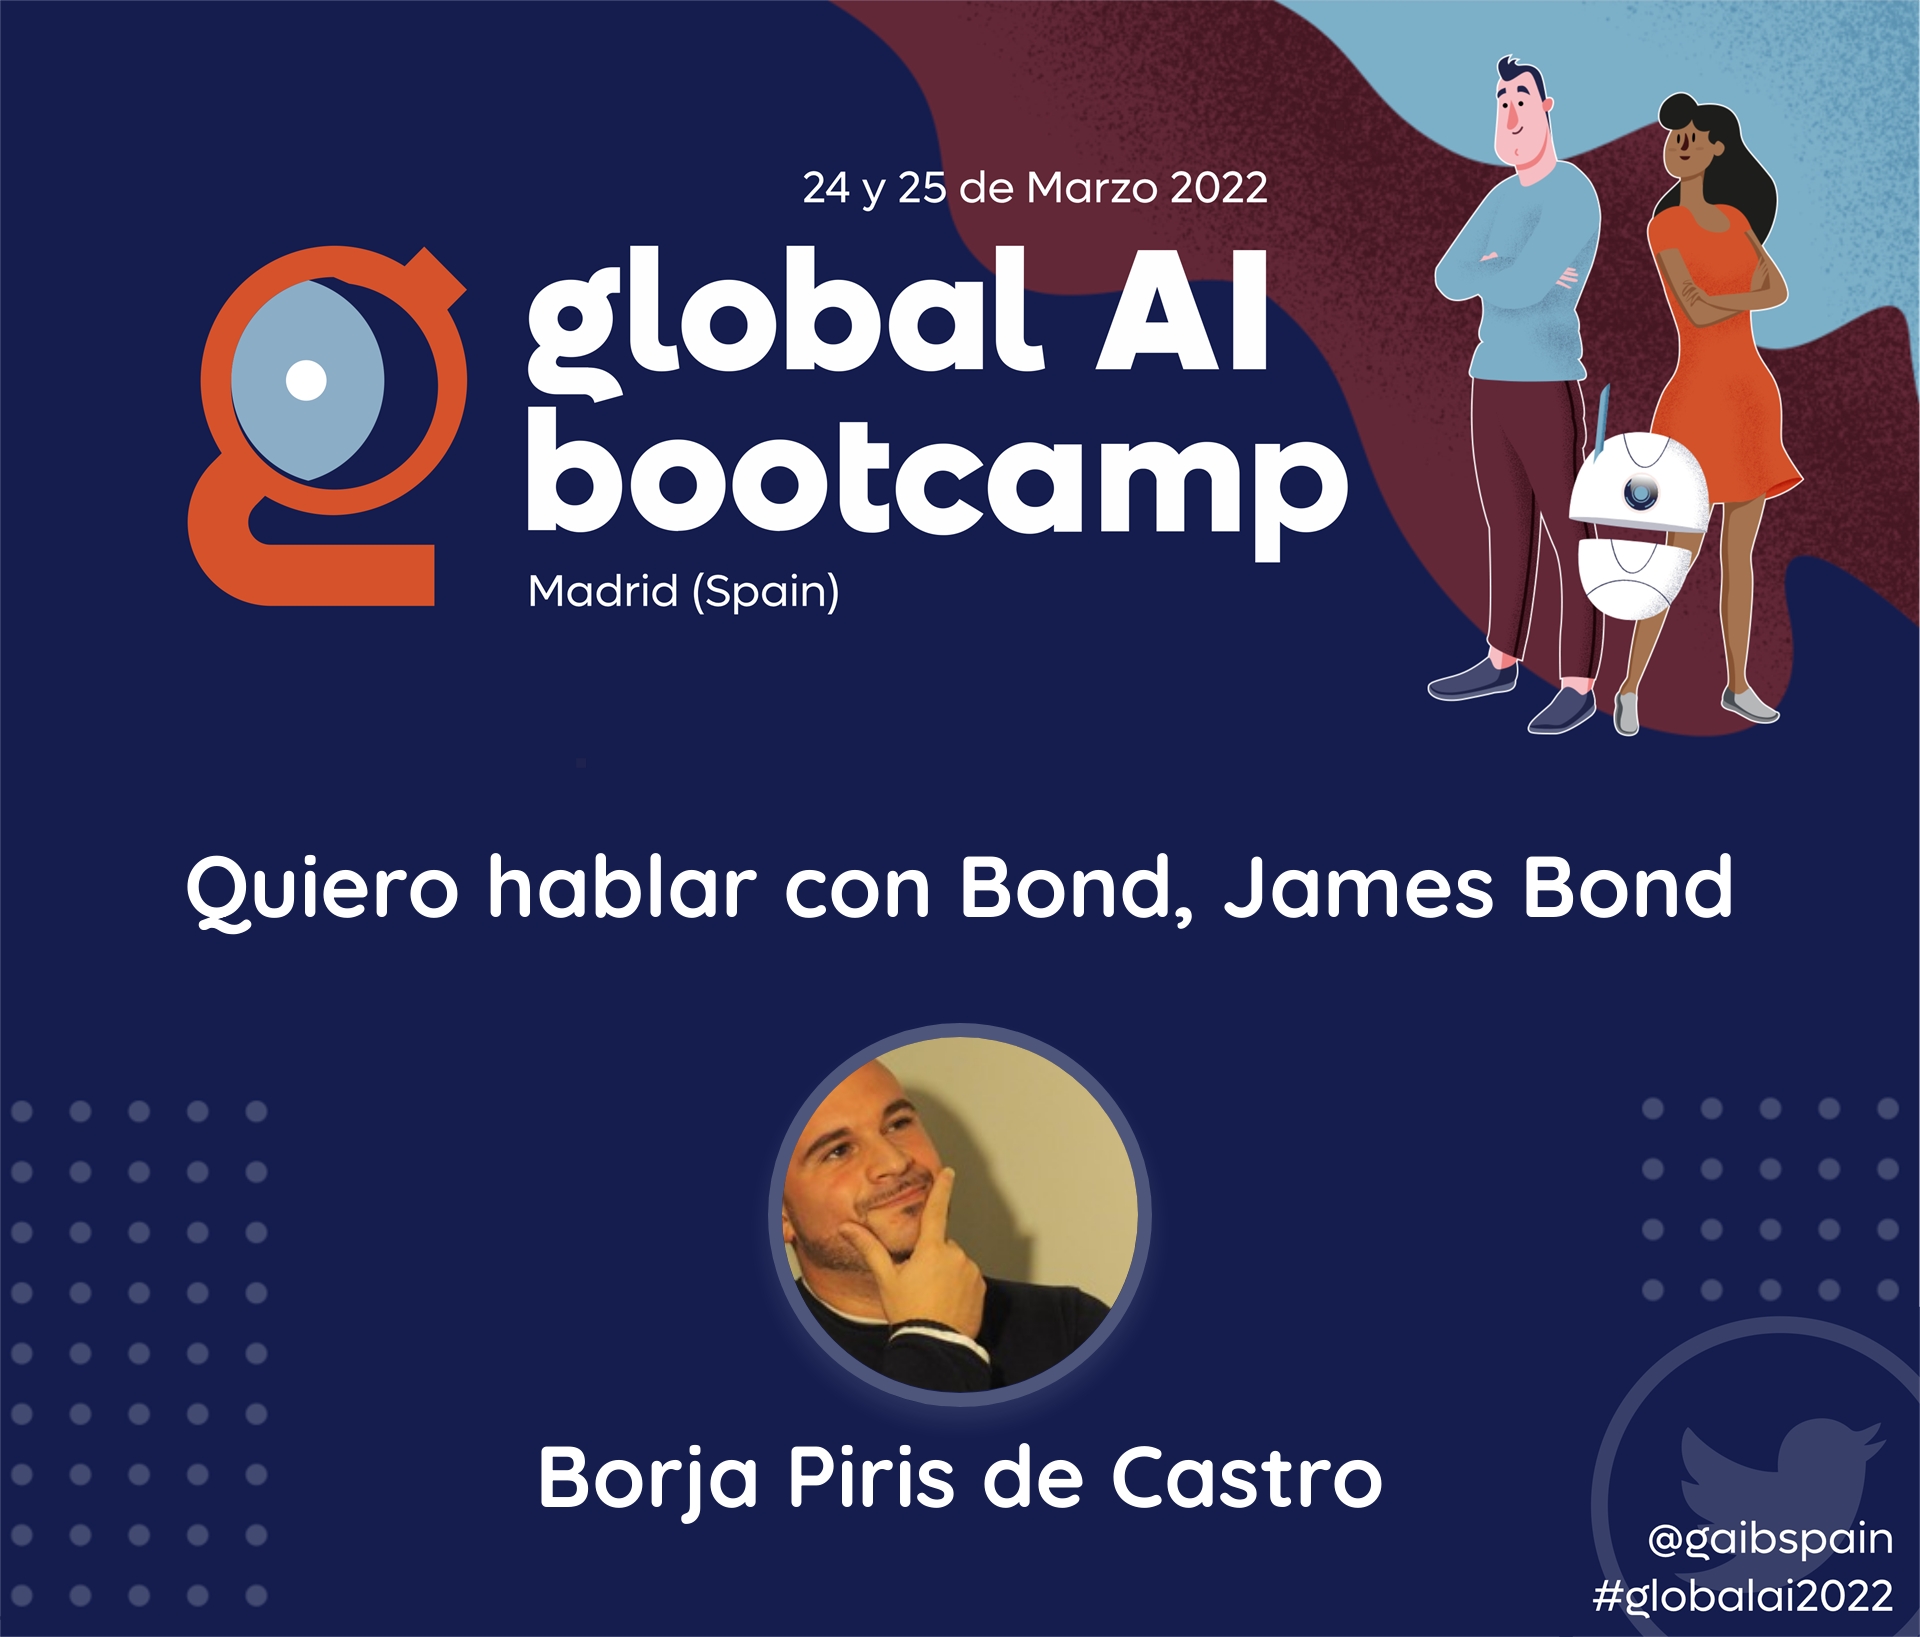 24 y 25 de Marzo 2022
global AI
bootcamp
Madrid (Spain)
Quiero hablar con Bond, James Bond
Borja Piris de Castro
@gaibspain
#globalai2022